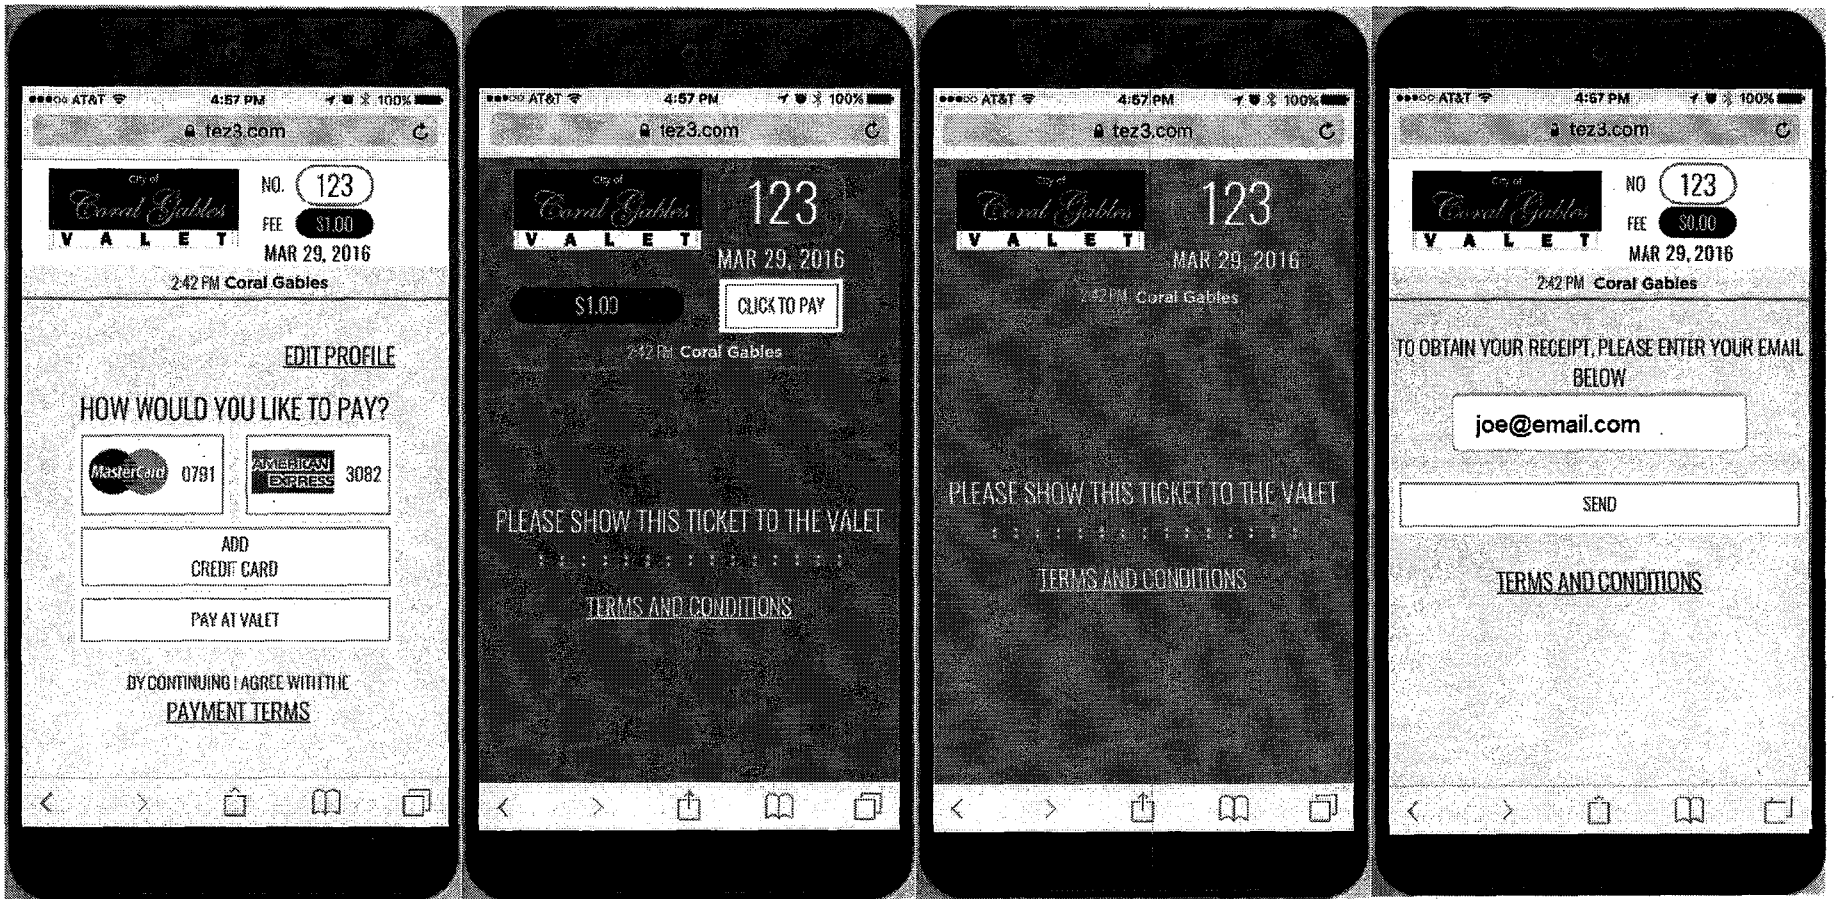 AT&T 4:57 PM 100%
tez3.com
City of
Coral Gables
VALET
NO. 123
FEE $1.00
MAR 29, 2016
2:42 PM Coral Gables
EDIT PROFILE
HOW WOULD YOU LIKE TO PAY?
MasterCard 0791
AMERICAN EXPRESS 3082
ADD
CREDIT CARD
PAY AT VALET
BY CONTINUING I AGREE WITH THE
PAYMENT TERMS
AT&T 4:57 PM 100%
tez3.com
City of
Coral Gables
VALET
123
MAR 29, 2016
$1.00
CLICK TO PAY
2:42 PM Coral Gables
PLEASE SHOW THIS TICKET TO THE VALET
: : : : : : : : : : : : : : :
TERMS AND CONDITIONS
AT&T 4:57 PM 100%
tez3.com
City of
Coral Gables
VALET
123
MAR 29, 2016
2:42 PM Coral Gables
PLEASE SHOW THIS TICKET TO THE VALET
: : : : : : : : : : : : : : :
TERMS AND CONDITIONS
AT&T 4:57 PM 100%
tez3.com
City of
Coral Gables
VALET
NO 123
FEE $0.00
MAR 29, 2016
2:42 PM Coral Gables
TO OBTAIN YOUR RECEIPT, PLEASE ENTER YOUR EMAIL
BELOW
joe@email.com
SEND
TERMS AND CONDITIONS